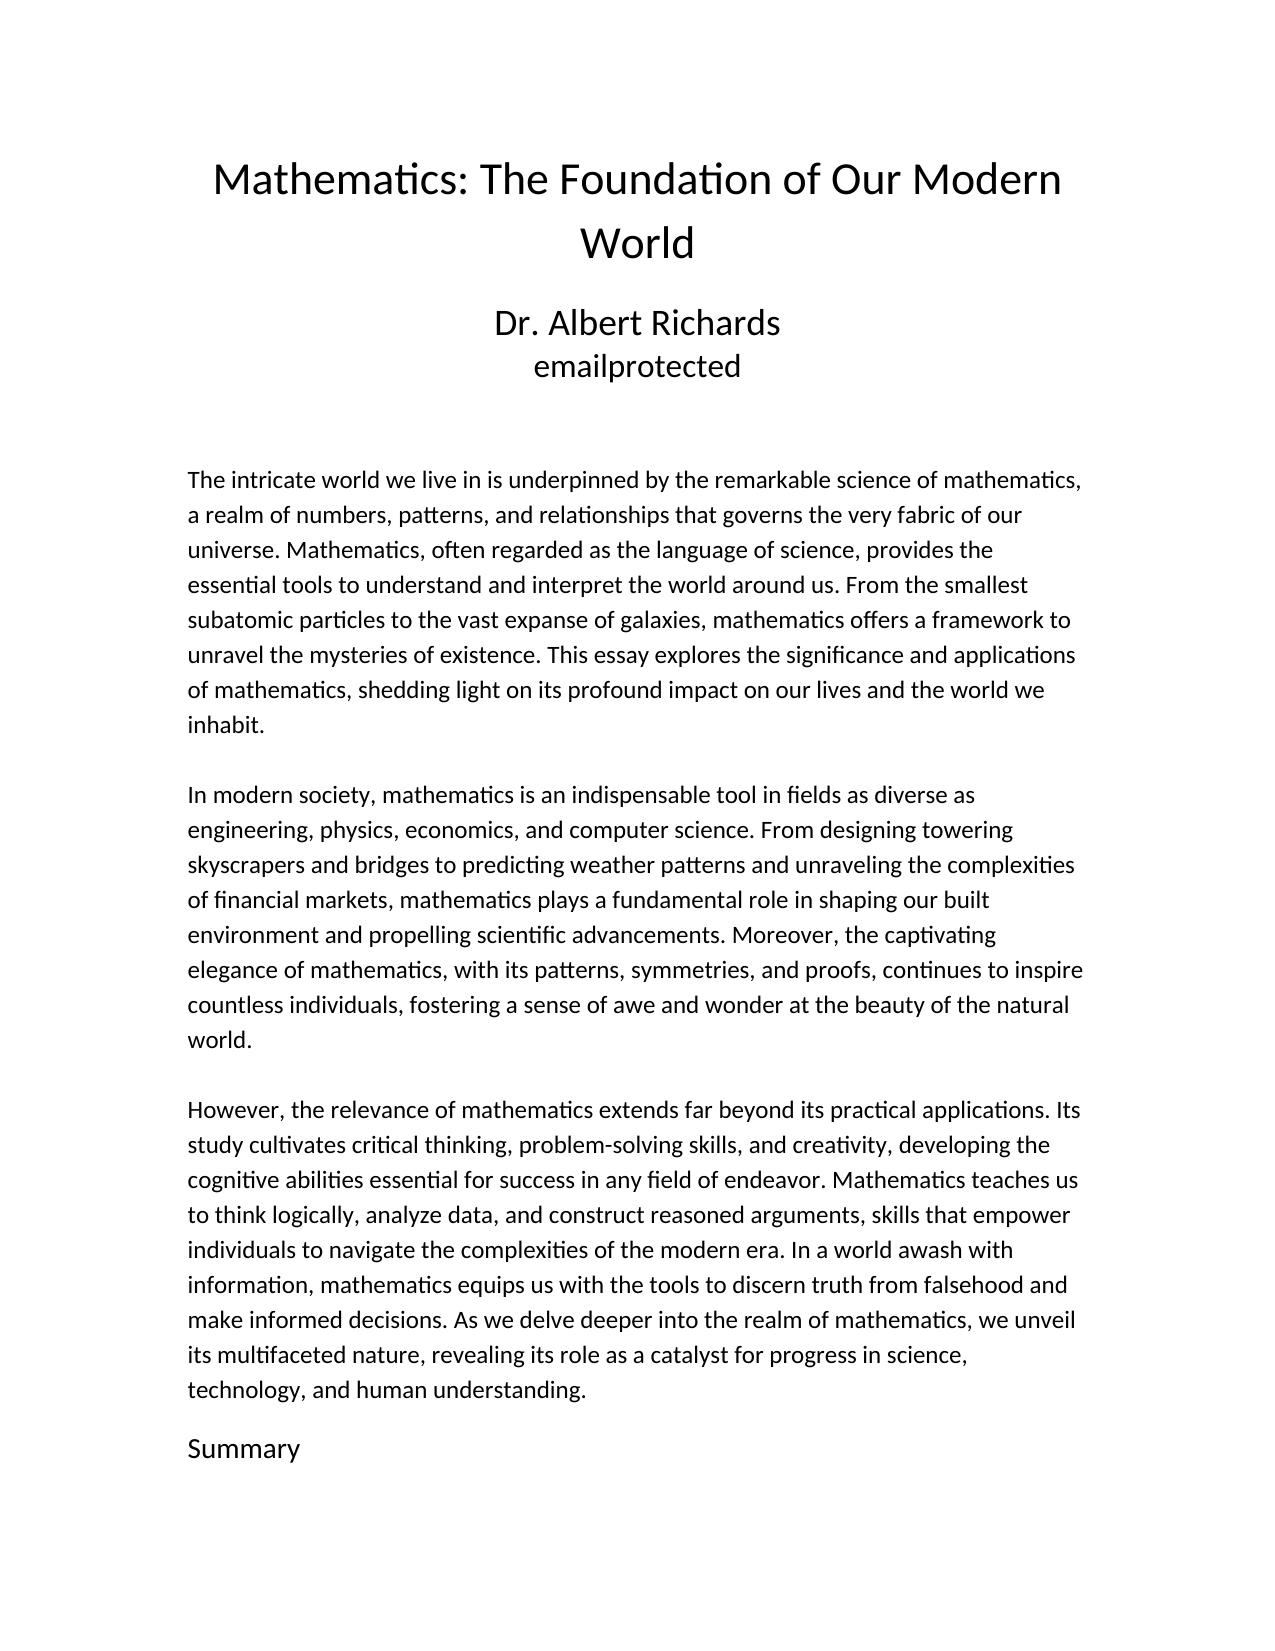 Mathematics: The Foundation of Our Modern
World
Dr. Albert Richards
emailprotected
The intricate world we live in is underpinned by the remarkable science of mathematics,
a realm of numbers, patterns, and relationships that governs the very fabric of our
universe. Mathematics, often regarded as the language of science, provides the
essential tools to understand and interpret the world around us. From the smallest
subatomic particles to the vast expanse of galaxies, mathematics offers a framework to
unravel the mysteries of existence. This essay explores the significance and applications
of mathematics, shedding light on its profound impact on our lives and the world we
inhabit.
In modern society, mathematics is an indispensable tool in fields as diverse as
engineering, physics, economics, and computer science. From designing towering
skyscrapers and bridges to predicting weather patterns and unraveling the complexities
of financial markets, mathematics plays a fundamental role in shaping our built
environment and propelling scientific advancements. Moreover, the captivating
elegance of mathematics, with its patterns, symmetries, and proofs, continues to inspire
countless individuals, fostering a sense of awe and wonder at the beauty of the natural
world.
However, the relevance of mathematics extends far beyond its practical applications. Its
study cultivates critical thinking, problem-solving skills, and creativity, developing the
cognitive abilities essential for success in any field of endeavor. Mathematics teaches us
to think logically, analyze data, and construct reasoned arguments, skills that empower
individuals to navigate the complexities of the modern era. In a world awash with
information, mathematics equips us with the tools to discern truth from falsehood and
make informed decisions. As we delve deeper into the realm of mathematics, we unveil
its multifaceted nature, revealing its role as a catalyst for progress in science,
technology, and human understanding.
Summary